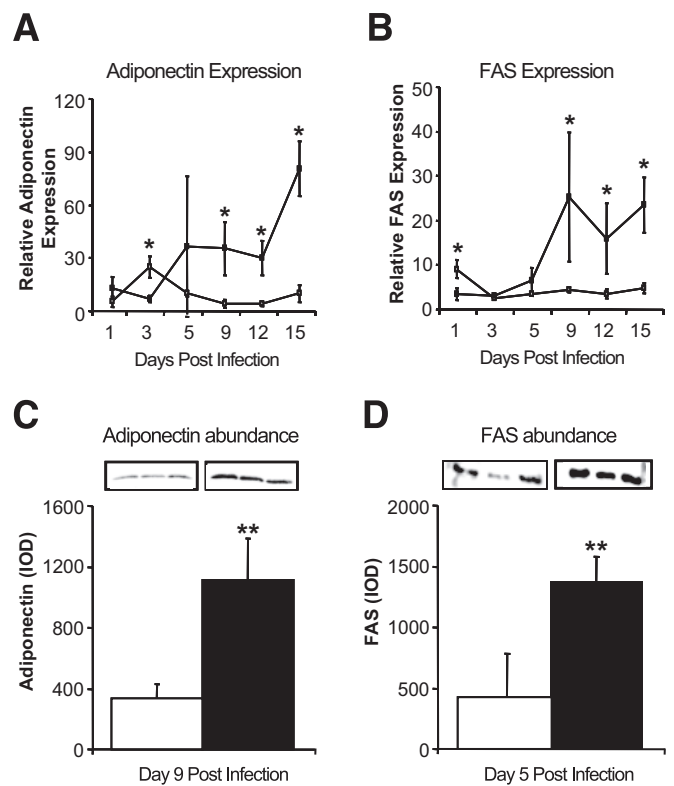 A
Adiponectin Expression
Relative Adiponectin
Expression
120
90
60
30
0
*
*
*
*
1 3 5 9 12 15
Days Post Infection
B
FAS Expression
Relative FAS Expression
50
40
30
20
10
0
*
*
*
*
1 3 5 9 12 15
Days Post Infection
C
Adiponectin abundance
Adiponectin (IOD)
1600
1200
800
400
0
**
Day 9 Post Infection
D
FAS abundance
FAS (IOD)
2000
1500
1000
500
0
**
Day 5 Post Infection